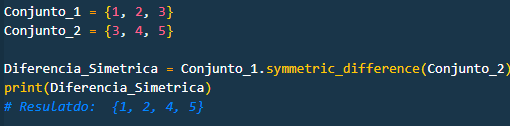 Conjunto_1 = {1, 2, 3}
Conjunto_2 = {3, 4, 5}
Diferencia_Simetrica = Conjunto_1.symmetric_difference(Conjunto_2)
print(Diferencia_Simetrica)
# Resulatdo:  {1, 2, 4, 5}